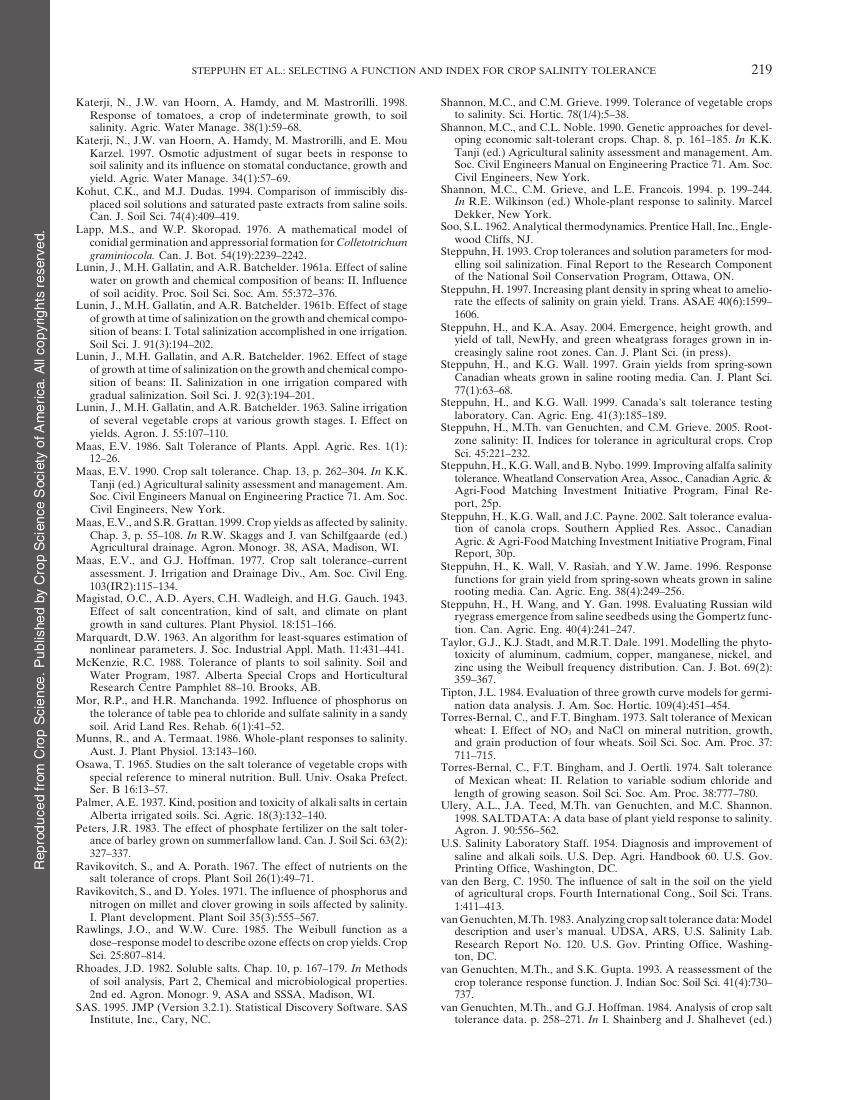 STEPPUHN ET AL.: SELECTING A FUNCTION AND INDEX FOR CROP SALINITY TOLERANCE 219
Katerji, N., J.W. van Hoorn, A. Hamdy, and M. Mastrorilli. 1998.
Response of tomatoes, a crop of indeterminate growth, to soil
salinity. Agric. Water Manage. 38(1):59–68.
Katerji, N., J.W. van Hoorn, A. Hamdy, M. Mastrorilli, and E. Mou
Karzel. 1997. Osmotic adjustment of sugar beets in response to
soil salinity and its influence on stomatal conductance, growth and
yield. Agric. Water Manage. 34(1):57–69.
Kohut, C.K., and M.J. Dudas. 1994. Comparison of immiscibly dis-
placed soil solutions and saturated paste extracts from saline soils.
Can. J. Soil Sci. 74(4):409–419.
Lapp, M.S., and W.P. Skoropad. 1976. A mathematical model of
conidial germination and appressorial formation for Colletotrichum
graminiocola. Can. J. Bot. 54(19):2239–2242.
Lunin, J., M.H. Gallatin, and A.R. Batchelder. 1961a. Effect of saline
water on growth and chemical composition of beans: II. Influence
of soil acidity. Proc. Soil Sci. Soc. Am. 55:372–376.
Lunin, J., M.H. Gallatin, and A.R. Batchelder. 1961b. Effect of stage
of growth at time of salinization on the growth and chemical compo-
sition of beans: I. Total salinization accomplished in one irrigation.
Soil Sci. J. 91(3):194–202.
Lunin, J., M.H. Gallatin, and A.R. Batchelder. 1962. Effect of stage
of growth at time of salinization on the growth and chemical compo-
sition of beans: II. Salinization in one irrigation compared with
gradual salinization. Soil Sci. J. 92(3):194–201.
Lunin, J., M.H. Gallatin, and A.R. Batchelder. 1963. Saline irrigation
of several vegetable crops at various growth stages. I. Effect on
yields. Agron. J. 55:107–110.
Maas, E.V. 1986. Salt Tolerance of Plants. Appl. Agric. Res. 1(1):
12–26.
Maas, E.V. 1990. Crop salt tolerance. Chap. 13, p. 262–304. In K.K.
Tanji (ed.) Agricultural salinity assessment and management. Am.
Soc. Civil Engineers Manual on Engineering Practice 71. Am. Soc.
Civil Engineers, New York.
Maas, E.V., and S.R. Grattan. 1999. Crop yields as affected by salinity.
Chap. 3, p. 55–108. In R.W. Skaggs and J. van Schilfgaarde (ed.)
Agricultural drainage. Agron. Monogr. 38, ASA, Madison, WI.
Maas, E.V., and G.J. Hoffman. 1977. Crop salt tolerance–current
assessment. J. Irrigation and Drainage Div., Am. Soc. Civil Eng.
103(IR2):115–134.
Magistad, O.C., A.D. Ayers, C.H. Wadleigh, and H.G. Gauch. 1943.
Effect of salt concentration, kind of salt, and climate on plant
growth in sand cultures. Plant Physiol. 18:151–166.
Marquardt, D.W. 1963. An algorithm for least-squares estimation of
nonlinear parameters. J. Soc. Industrial Appl. Math. 11:431–441.
McKenzie, R.C. 1988. Tolerance of plants to soil salinity. Soil and
Water Program, 1987. Alberta Special Crops and Horticultural
Research Centre Pamphlet 88–10. Brooks, AB.
Mor, R.P., and H.R. Manchanda. 1992. Influence of phosphorus on
the tolerance of table pea to chloride and sulfate salinity in a sandy
soil. Arid Land Res. Rehab. 6(1):41–52.
Munns, R., and A. Termaat. 1986. Whole-plant responses to salinity.
Aust. J. Plant Physiol. 13:143–160.
Osawa, T. 1965. Studies on the salt tolerance of vegetable crops with
special reference to mineral nutrition. Bull. Univ. Osaka Prefect.
Ser. B 16:13–57.
Palmer, A.E. 1937. Kind, position and toxicity of alkali salts in certain
Alberta irrigated soils. Sci. Agric. 18(3):132–140.
Peters, J.R. 1983. The effect of phosphate fertilizer on the salt toler-
ance of barley grown on summerfallow land. Can. J. Soil Sci. 63(2):
327–337.
Ravikovitch, S., and A. Porath. 1967. The effect of nutrients on the
salt tolerance of crops. Plant Soil 26(1):49–71.
Ravikovitch, S., and D. Yoles. 1971. The influence of phosphorus and
nitrogen on millet and clover growing in soils affected by salinity.
I. Plant development. Plant Soil 35(3):555–567.
Rawlings, J.O., and W.W. Cure. 1985. The Weibull function as a
dose–response model to describe ozone effects on crop yields. Crop
Sci. 25:807–814.
Rhoades, J.D. 1982. Soluble salts. Chap. 10, p. 167–179. In Methods
of soil analysis, Part 2, Chemical and microbiological properties.
2nd ed. Agron. Monogr. 9, ASA and SSSA, Madison, WI.
SAS. 1995. JMP (Version 3.2.1). Statistical Discovery Software. SAS
Institute, Inc., Cary, NC.
Shannon, M.C., and C.M. Grieve. 1999. Tolerance of vegetable crops
to salinity. Sci. Hortic. 78(1/4):5–38.
Shannon, M.C., and C.L. Noble. 1990. Genetic approaches for devel-
oping economic salt-tolerant crops. Chap. 8, p. 161–185. In K.K.
Tanji (ed.) Agricultural salinity assessment and management. Am.
Soc. Civil Engineers Manual on Engineering Practice 71. Am. Soc.
Civil Engineers, New York.
Shannon, M.C., C.M. Grieve, and L.E. Francois. 1994. p. 199–244.
In R.E. Wilkinson (ed.) Whole-plant response to salinity. Marcel
Dekker, New York.
Soo, S.L. 1962. Analytical thermodynamics. Prentice Hall, Inc., Engle-
wood Cliffs, NJ.
Steppuhn, H. 1993. Crop tolerances and solution parameters for mod-
elling soil salinization. Final Report to the Research Component
of the National Soil Conservation Program, Ottawa, ON.
Steppuhn, H. 1997. Increasing plant density in spring wheat to amelio-
rate the effects of salinity on grain yield. Trans. ASAE 40(6):1599–
1606.
Steppuhn, H., and K.A. Asay. 2004. Emergence, height growth, and
yield of tall, NewHy, and green wheatgrass forages grown in in-
creasingly saline root zones. Can. J. Plant Sci. (in press).
Steppuhn, H., and K.G. Wall. 1997. Grain yields from spring-sown
Canadian wheats grown in saline rooting media. Can. J. Plant Sci.
77(1):63–68.
Steppuhn, H., and K.G. Wall. 1999. Canada's salt tolerance testing
laboratory. Can. Agric. Eng. 41(3):185–189.
Steppuhn, H., M.Th. van Genuchten, and C.M. Grieve. 2005. Root-
zone salinity: II. Indices for tolerance in agricultural crops. Crop
Sci. 45:221–232.
Steppuhn, H., K.G. Wall, and B. Nybo. 1999. Improving alfalfa salinity
tolerance. Wheatland Conservation Area, Assoc., Canadian Agric. &
Agri-Food Matching Investment Initiative Program, Final Re-
port, 25p.
Steppuhn, H., K.G. Wall, and J.C. Payne. 2002. Salt tolerance evalua-
tion of canola crops. Southern Applied Res. Assoc., Canadian
Agric. & Agri-Food Matching Investment Initiative Program, Final
Report, 30p.
Steppuhn, H., K. Wall, V. Rasiah, and Y.W. Jame. 1996. Response
functions for grain yield from spring-sown wheats grown in saline
rooting media. Can. Agric. Eng. 38(4):249–256.
Steppuhn, H., H. Wang, and Y. Gan. 1998. Evaluating Russian wild
ryegrass emergence from saline seedbeds using the Gompertz func-
tion. Can. Agric. Eng. 40(4):241–247.
Taylor, G.J., K.J. Stadt, and M.R.T. Dale. 1991. Modelling the phyto-
toxicity of aluminum, cadmium, copper, manganese, nickel, and
zinc using the Weibull frequency distribution. Can. J. Bot. 69(2):
359–367.
Tipton, J.L. 1984. Evaluation of three growth curve models for germi-
nation data analysis. J. Am. Soc. Hortic. 109(4):451–454.
Torres-Bernal, C., and F.T. Bingham. 1973. Salt tolerance of Mexican
wheat: I. Effect of NO₃ and NaCl on mineral nutrition, growth,
and grain production of four wheats. Soil Sci. Soc. Am. Proc. 37:
711–715.
Torres-Bernal, C., F.T. Bingham, and J. Oertli. 1974. Salt tolerance
of Mexican wheat: II. Relation to variable sodium chloride and
length of growing season. Soil Sci. Soc. Am. Proc. 38:777–780.
Ulery, A.L., J.A. Teed, M.Th. van Genuchten, and M.C. Shannon.
1998. SALTDATA: A data base of plant yield response to salinity.
Agron. J. 90:556–562.
U.S. Salinity Laboratory Staff. 1954. Diagnosis and improvement of
saline and alkali soils. U.S. Dep. Agri. Handbook 60. U.S. Gov.
Printing Office, Washington, DC.
van den Berg, C. 1950. The influence of salt in the soil on the yield
of agricultural crops. Fourth International Cong., Soil Sci. Trans.
1:411–413.
van Genuchten, M.Th. 1983. Analyzing crop salt tolerance data: Model
description and user's manual. UDSA, ARS, U.S. Salinity Lab.
Research Report No. 120. U.S. Gov. Printing Office, Washing-
ton, DC.
van Genuchten, M.Th., and S.K. Gupta. 1993. A reassessment of the
crop tolerance response function. J. Indian Soc. Soil Sci. 41(4):730–
737.
van Genuchten, M.Th., and G.J. Hoffman. 1984. Analysis of crop salt
tolerance data. p. 258–271. In I. Shainberg and J. Shalhevet (ed.)
Reproduced from Crop Science. Published by Crop Science Society of America. All copyrights reserved.